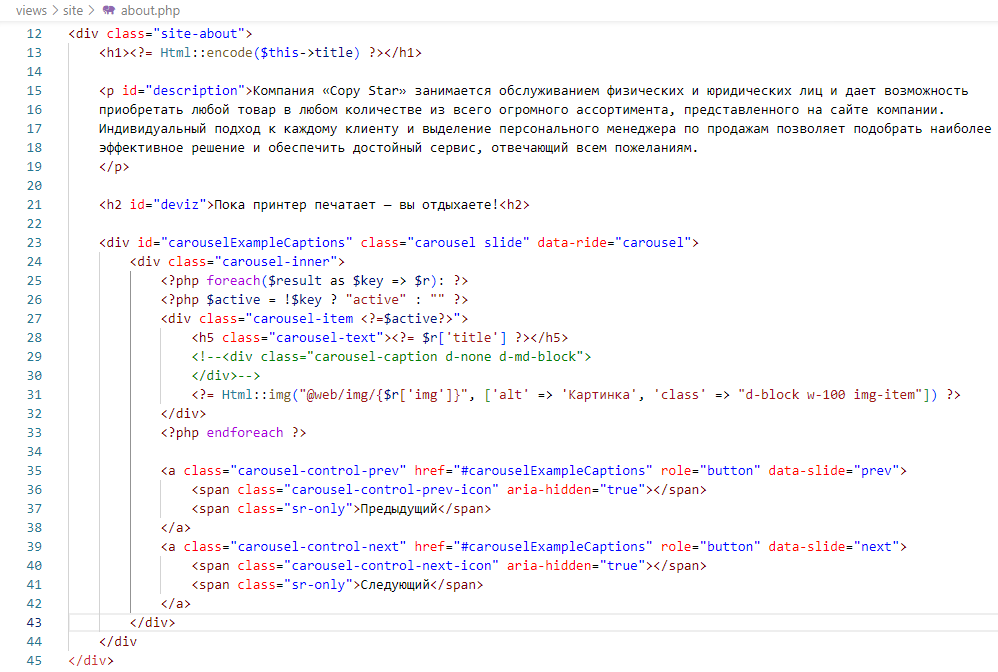 views > site > about.php
12 <div class="site-about">
13 <h1><?= Html::encode($this->title) ?></h1>
14
15 <p id="description">Компания «Copy Star» занимается обслуживанием физических и юридических лиц и дает возможность
16 приобретать любой товар в любом количестве из всего огромного ассортимента, представленного на сайте компании.
17 Индивидуальный подход к каждому клиенту и выделение персонального менеджера по продажам позволяет подобрать наиболее
18 эффективное решение и обеспечить достойный сервис, отвечающий всем пожеланиям.
19 </p>
20
21 <h2 id="deviz">Пока принтер печатает — вы отдыхаете!<h2>
22
23 <div id="carouselExampleCaptions" class="carousel slide" data-ride="carousel">
24 <div class="carousel-inner">
25 <?php foreach($result as $key => $r): ?>
26 <?php $active = !$key ? "active" : "" ?>
27 <div class="carousel-item <?=$active?>">
28 <h5 class="carousel-text"><?= $r['title'] ?></h5>
29 <!--<div class="carousel-caption d-none d-md-block">
30 </div>-->
31 <?= Html::img("@web/img/{$r['img']}", ['alt' => 'Картинка', 'class' => "d-block w-100 img-item"]) ?>
32 </div>
33 <?php endforeach ?>
34
35 <a class="carousel-control-prev" href="#carouselExampleCaptions" role="button" data-slide="prev">
36 <span class="carousel-control-prev-icon" aria-hidden="true"></span>
37 <span class="sr-only">Предыдущий</span>
38 </a>
39 <a class="carousel-control-next" href="#carouselExampleCaptions" role="button" data-slide="next">
40 <span class="carousel-control-next-icon" aria-hidden="true"></span>
41 <span class="sr-only">Следующий</span>
42 </a>
43 </div>
44 </div
45 </div>